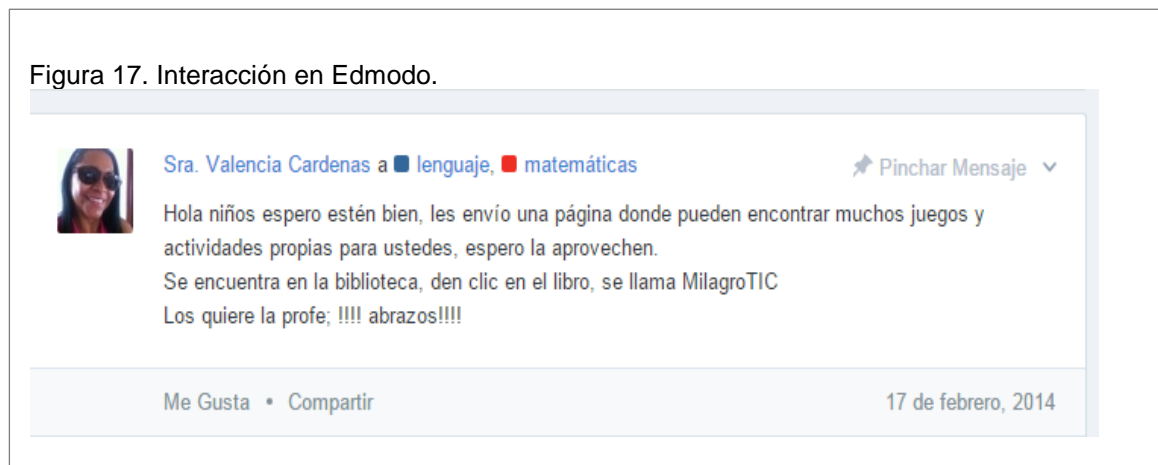 Figura 17. Interacción en Edmodo.
Sra. Valencia Cardenas a lenguaje, matemáticas
Pinchar Mensaje
Hola niños espero estén bien, les envío una página donde pueden encontrar muchos juegos y
actividades propias para ustedes, espero la aprovechen.
Se encuentra en la biblioteca, den clic en el libro, se llama MilagroTIC
Los quiere la profe; !!!! abrazos!!!!
Me Gusta • Compartir
17 de febrero, 2014